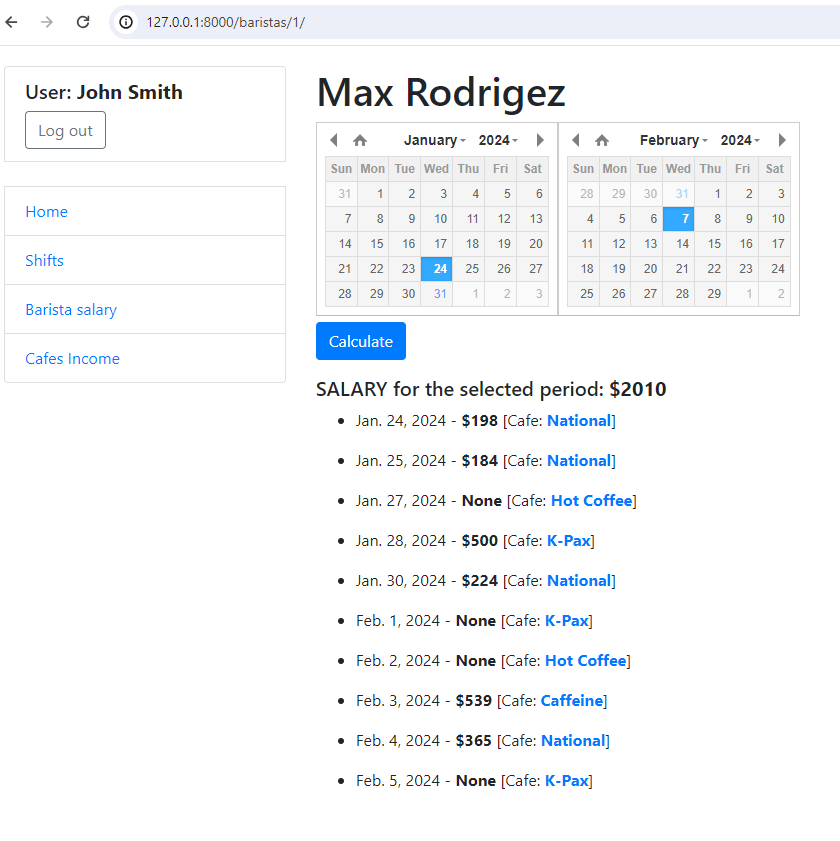 127.0.0.1:8000/baristas/1/
User: John Smith
Log out
Home
Shifts
Barista salary
Cafes Income
Max Rodrigez
January 2024
Sun Mon Tue Wed Thu Fri Sat
31 1 2 3 4 5 6
7 8 9 10 11 12 13
14 15 16 17 18 19 20
21 22 23 24 25 26 27
28 29 30 31 1 2 3
February 2024
Sun Mon Tue Wed Thu Fri Sat
28 29 30 31 1 2 3
4 5 6 7 8 9 10
11 12 13 14 15 16 17
18 19 20 21 22 23 24
25 26 27 28 29 1 2
Calculate
SALARY for the selected period: $2010
Jan. 24, 2024 - $198 [Cafe: National]
Jan. 25, 2024 - $184 [Cafe: National]
Jan. 27, 2024 - None [Cafe: Hot Coffee]
Jan. 28, 2024 - $500 [Cafe: K-Pax]
Jan. 30, 2024 - $224 [Cafe: National]
Feb. 1, 2024 - None [Cafe: K-Pax]
Feb. 2, 2024 - None [Cafe: Hot Coffee]
Feb. 3, 2024 - $539 [Cafe: Caffeine]
Feb. 4, 2024 - $365 [Cafe: National]
Feb. 5, 2024 - None [Cafe: K-Pax]